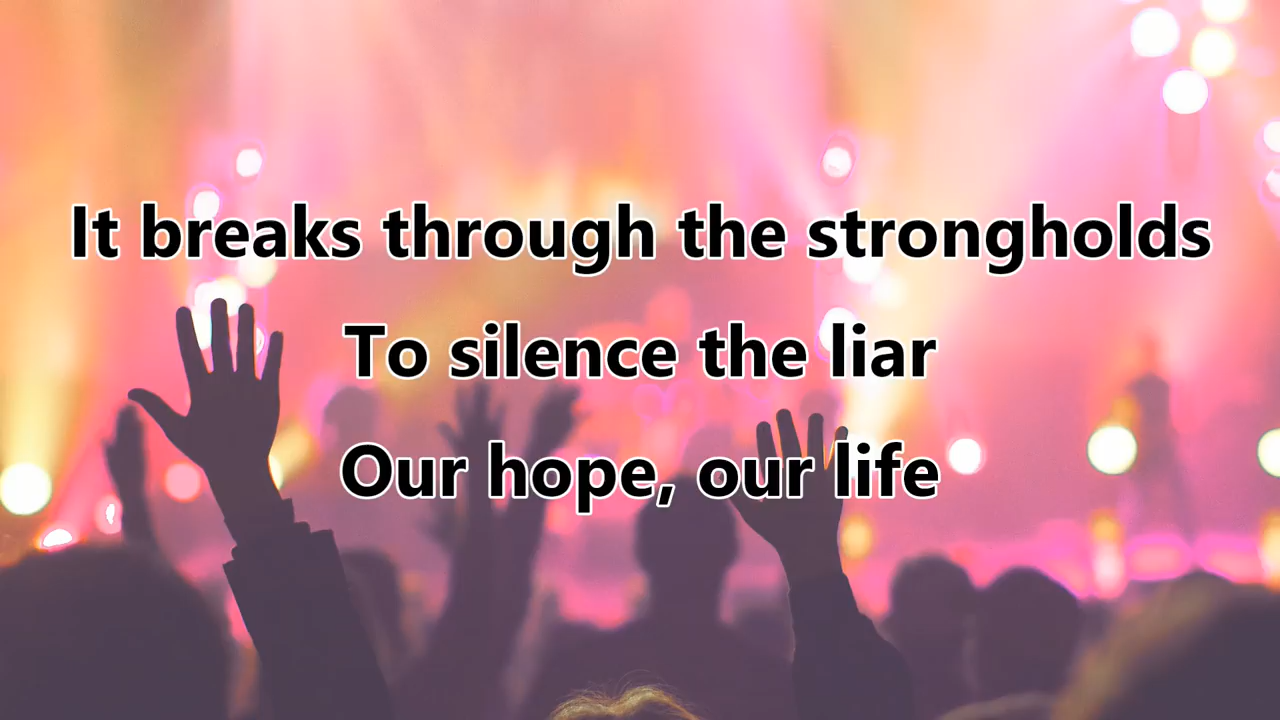 It breaks through the strongholds
To silence the liar
Our hope, our life